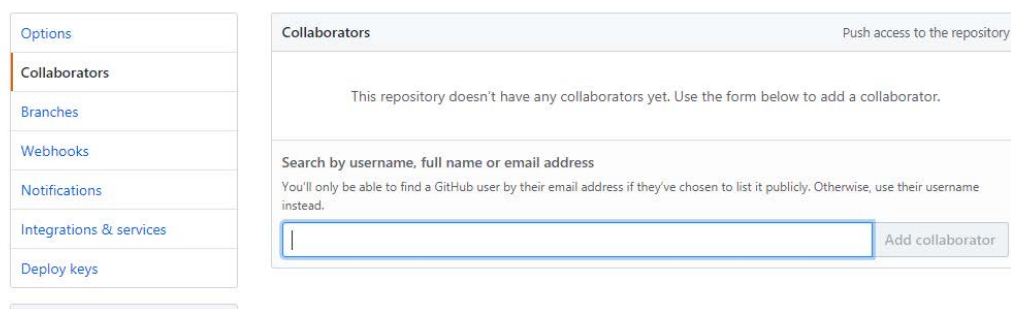 Options
Collaborators
Branches
Webhooks
Notifications
Integrations & services
Deploy keys
Collaborators
Push access to the repository
This repository doesn't have any collaborators yet. Use the form below to add a collaborator.
Search by username, full name or email address
You'll only be able to find a GitHub user by their email address if they've chosen to list it publicly. Otherwise, use their username
instead.
Add collaborator